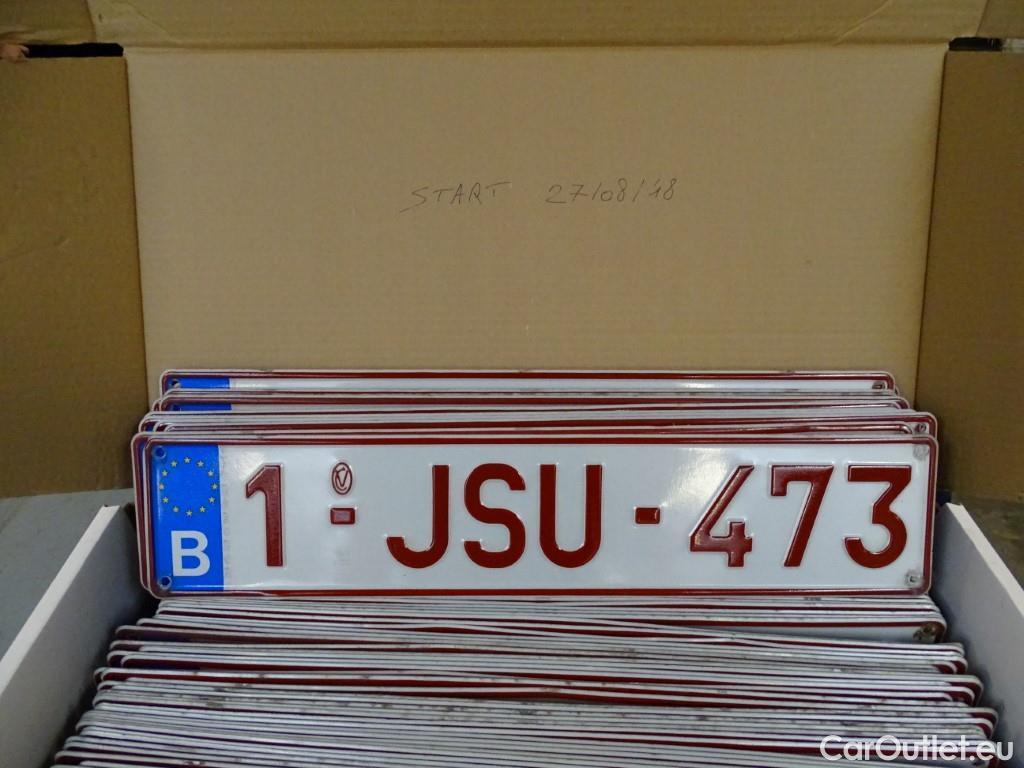 START 27/08/18
B 1-JSU-473
CarOutlet.eu